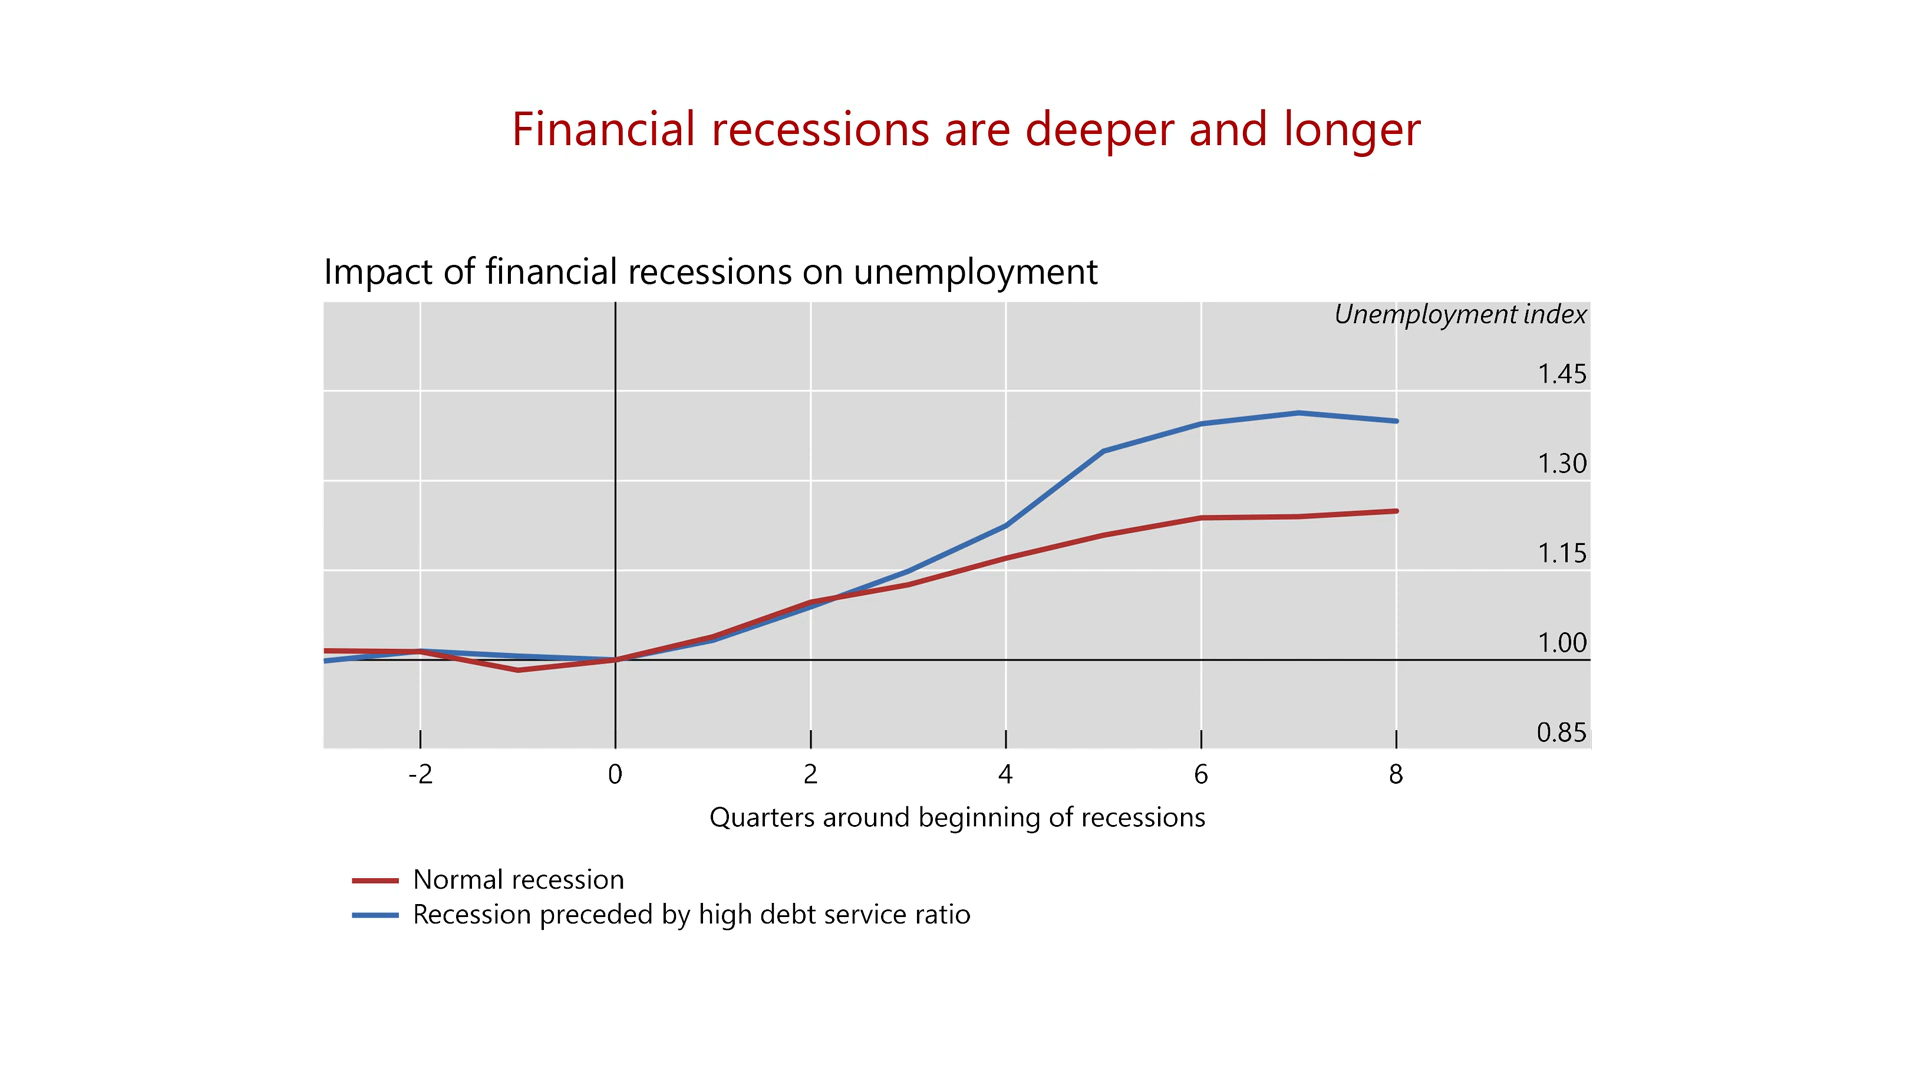 Financial recessions are deeper and longer
Impact of financial recessions on unemployment
Unemployment index
1.45
1.30
1.15
1.00
0.85
-2 0 2 4 6 8
Quarters around beginning of recessions
Normal recession
Recession preceded by high debt service ratio